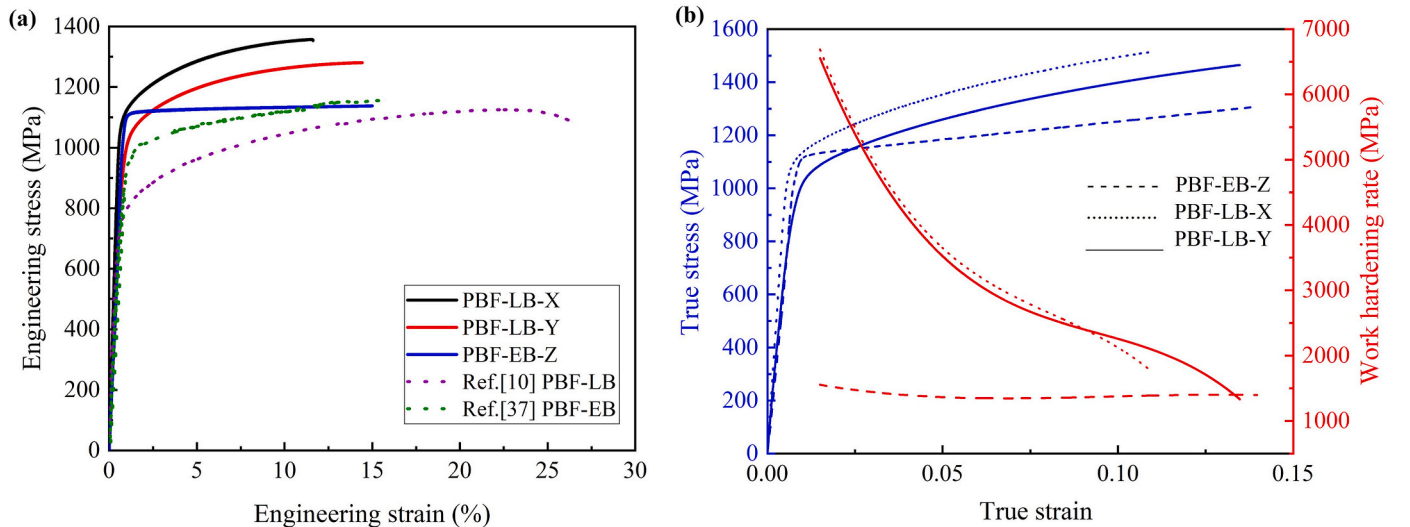 (a)
1400
1200
1000
800
600
400
200
0
0
5
10
15
20
25
30
Engineering stress (MPa)
Engineering strain (%)
PBF-LB-X
PBF-LB-Y
PBF-EB-Z
Ref.[10] PBF-LB
Ref.[37] PBF-EB
(b)
1600
1400
1200
1000
800
600
400
200
0
0.00
0.05
0.10
0.15
True stress (MPa)
True strain
PBF-EB-Z
PBF-LB-X
PBF-LB-Y
7000
6000
5000
4000
3000
2000
1000
Work hardening rate (MPa)